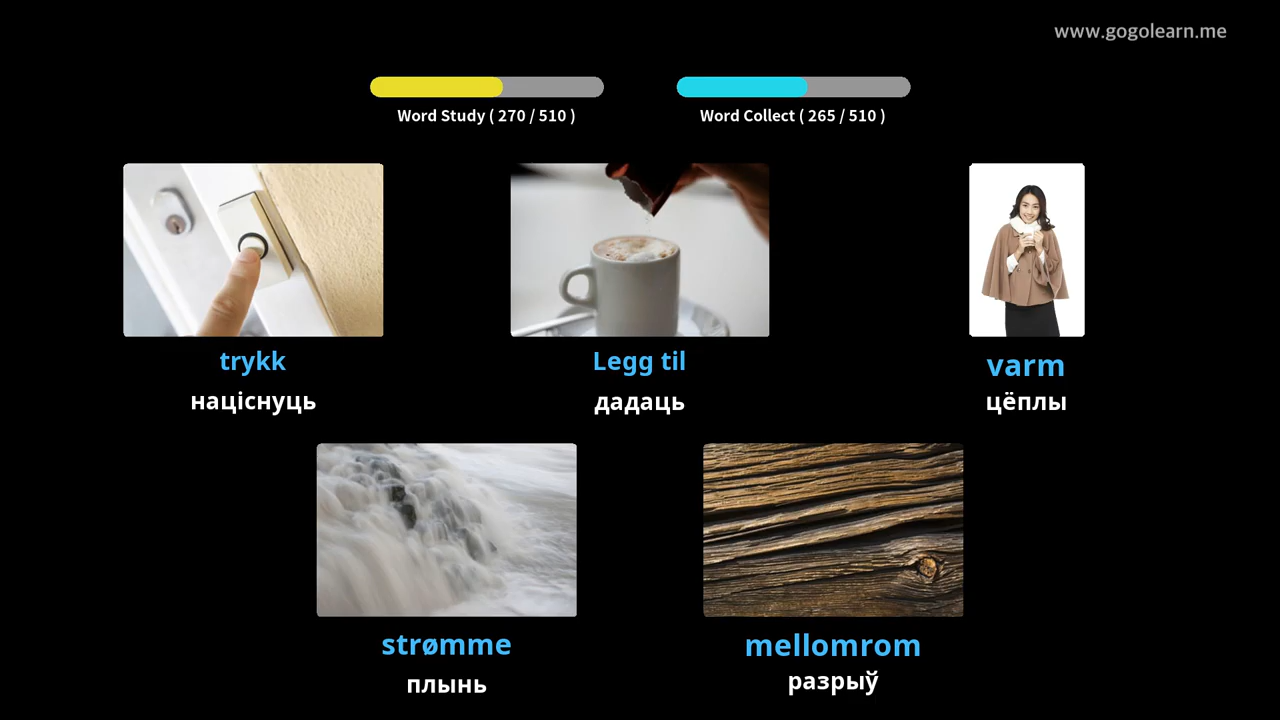 www.gogolearn.me
Word Study ( 270 / 510 )
Word Collect ( 265 / 510 )
trykk
націснуць
Legg til
дадаць
varm
цёплы
strømme
плынь
mellomrom
разрыў